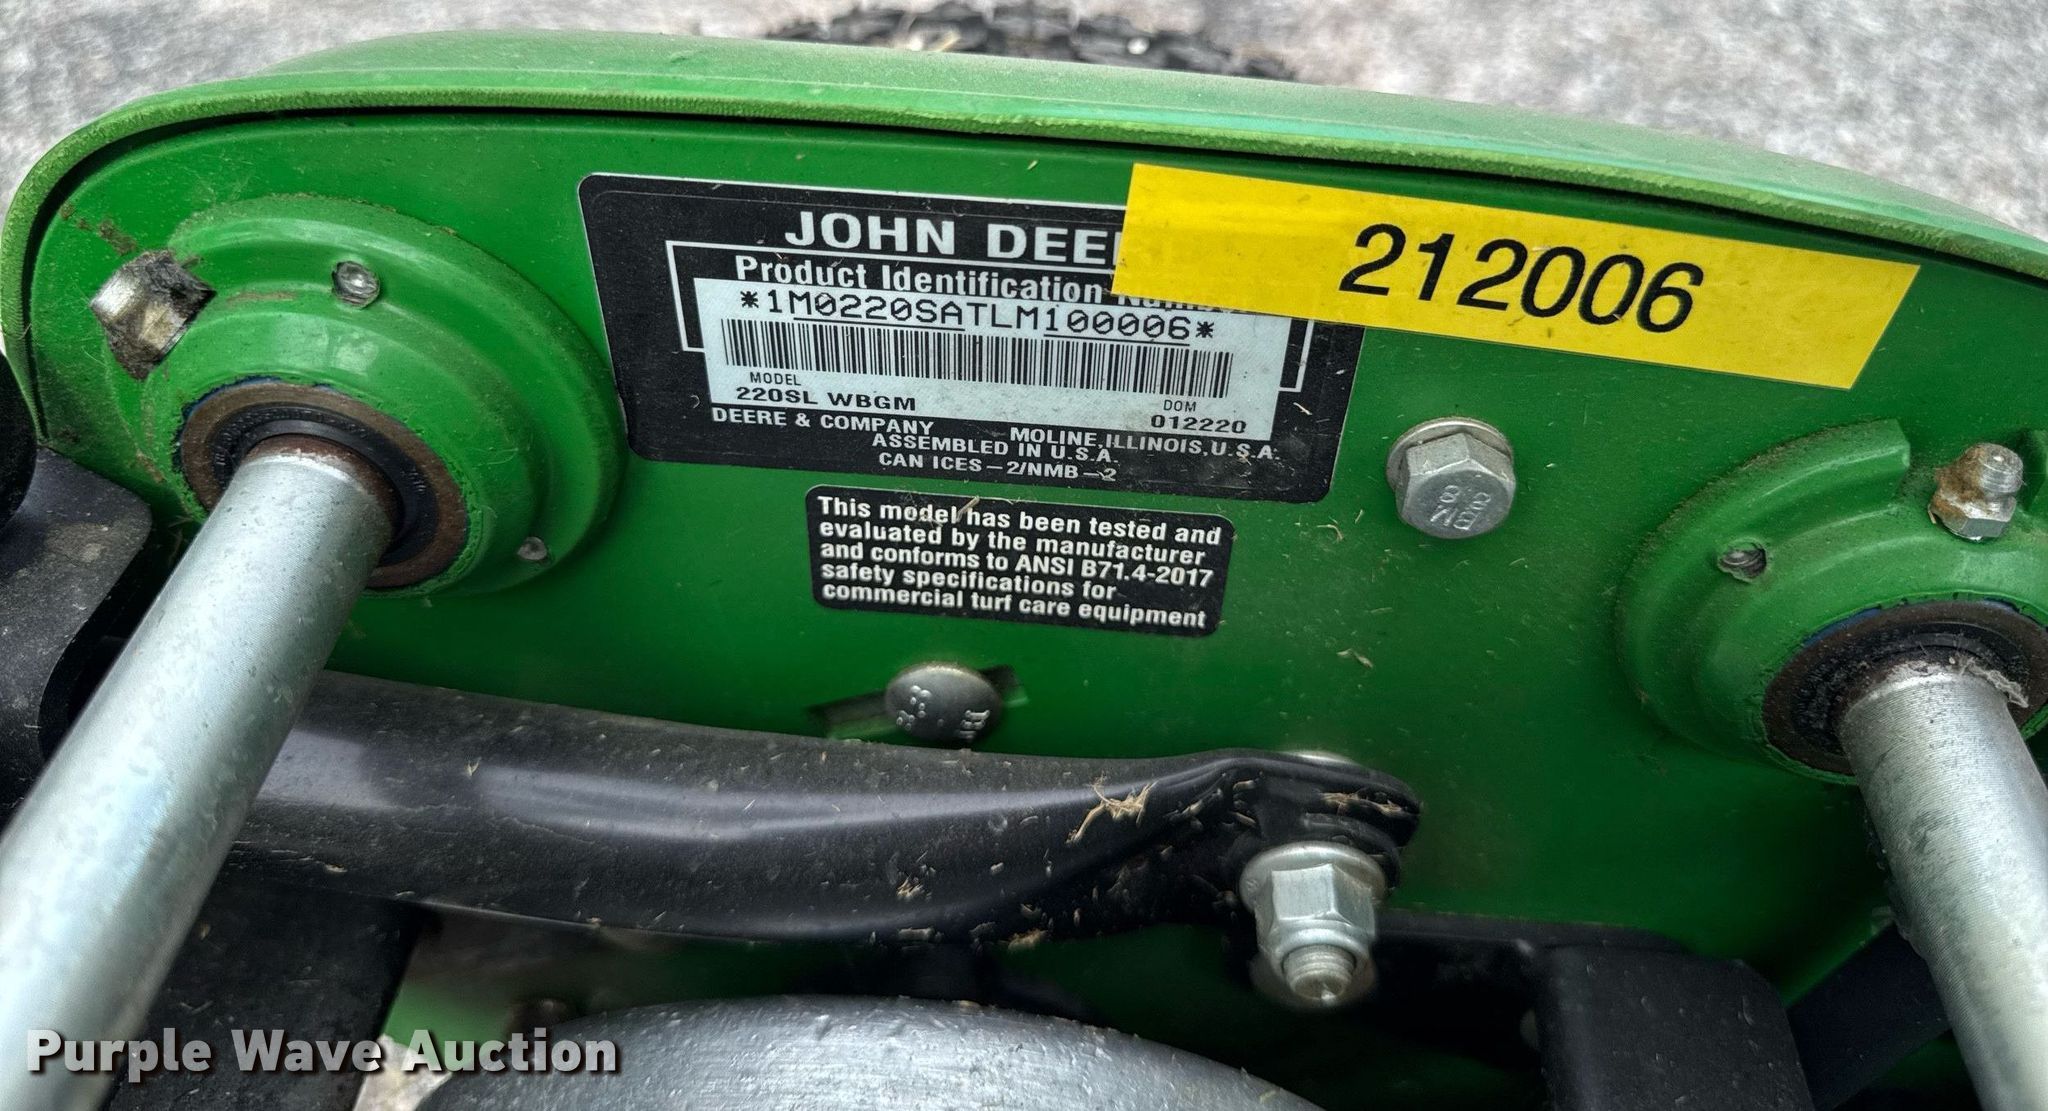 JOHN DEE
Product Identification
*1M0220SATLM100006*
MODEL
220SL WBGM
DOM
012220
DEERE & COMPANY MOLINE, ILLINOIS, U.S.A.
ASSEMBLED IN U.S.A.
CAN ICES-2/NMB-2
212006
This model has been tested and
evaluated by the manufacturer
and conforms to ANSI B71.4-2017
safety specifications for
commercial turf care equipment
8.8
Purple Wave Auction